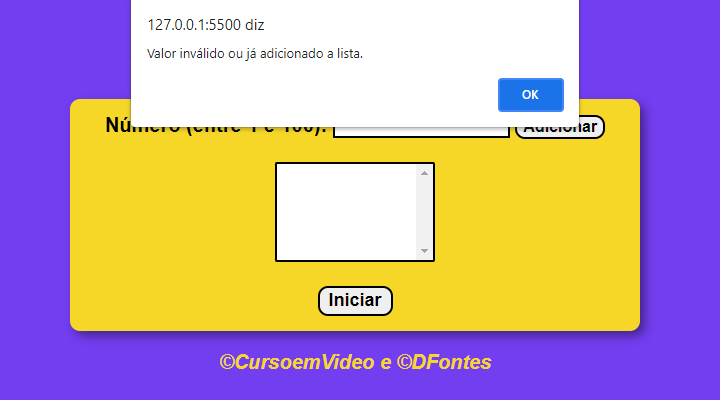 127.0.0.1:5500 diz
Valor inválido ou já adicionado a lista.
OK
Número (entre 1 e 100): Adicionar
Iniciar
©CursoemVideo e ©DFontes